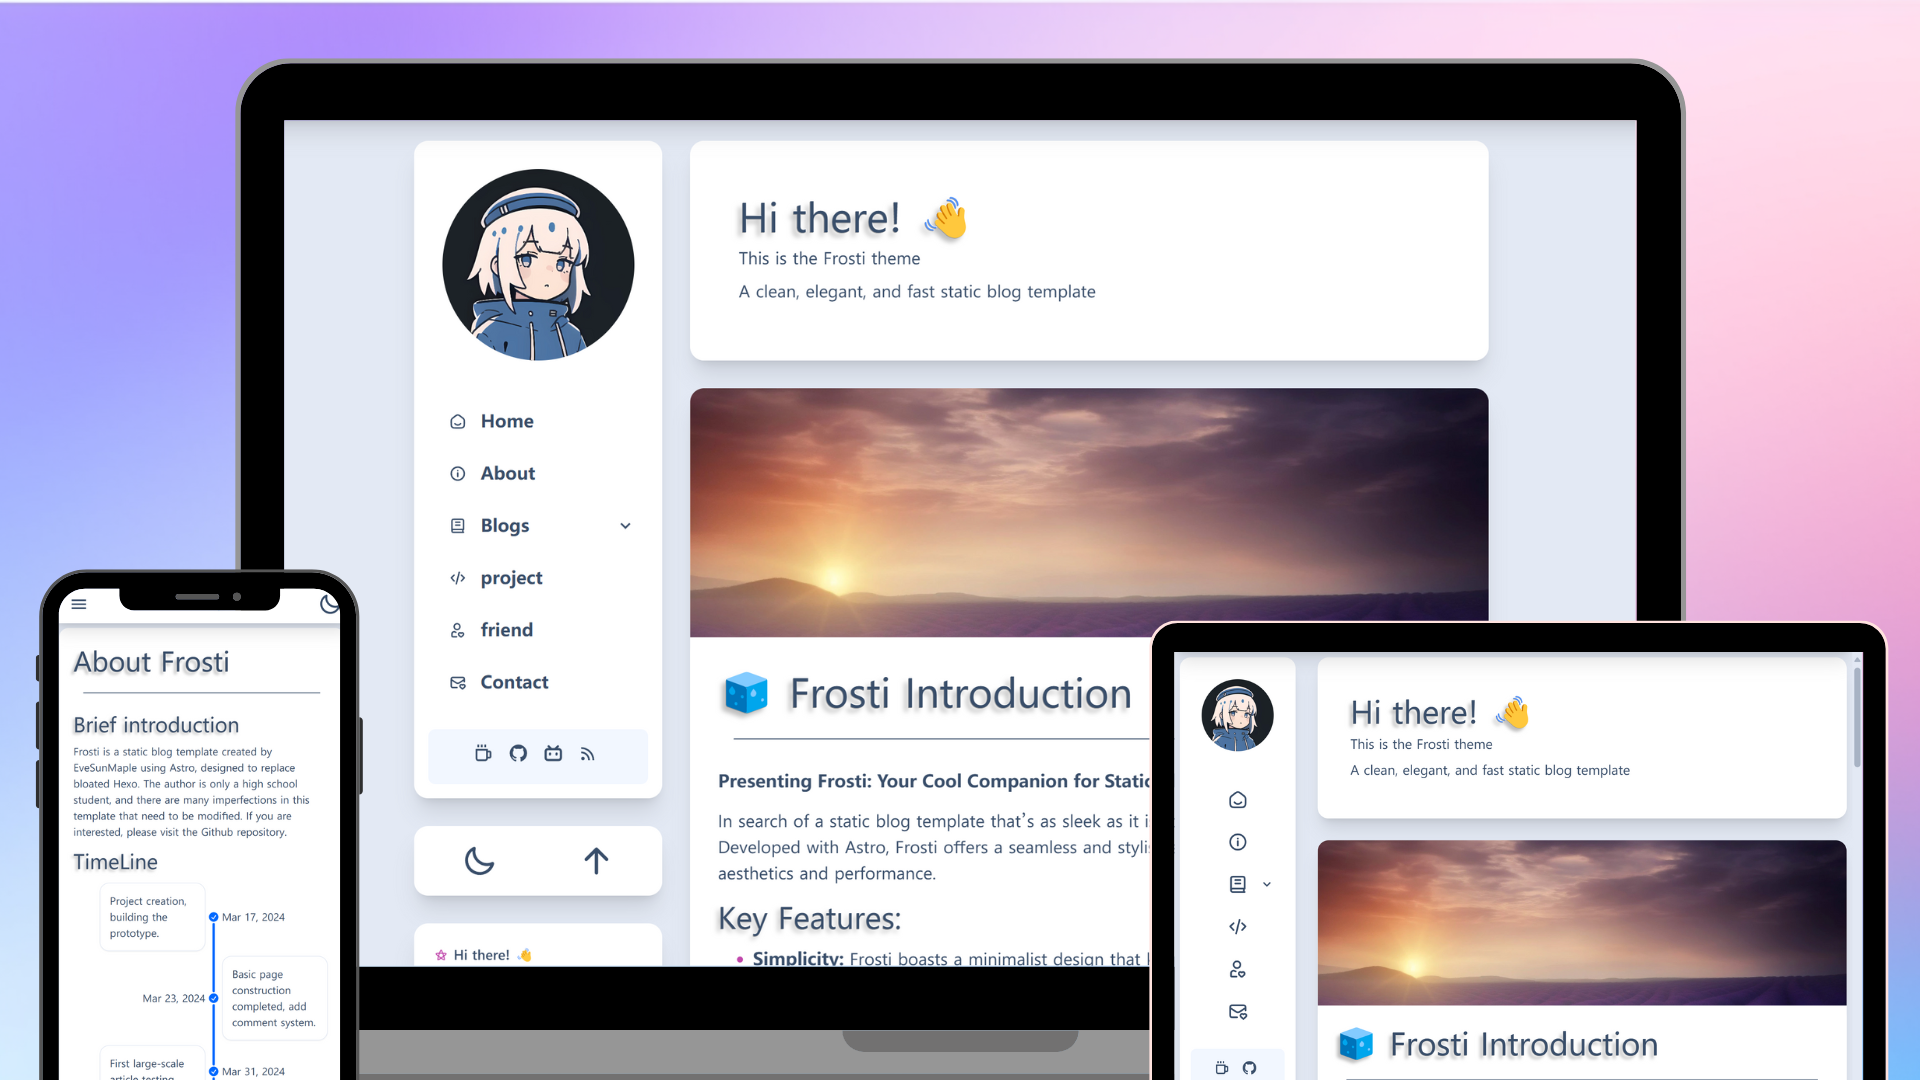 Hi there! 👋
This is the Frosti theme
A clean, elegant, and fast static blog template
Home
About
Blogs
project
friend
Contact
Hi there! 👋
Frosti Introduction
Presenting Frosti: Your Cool Companion for Static
In search of a static blog template that's as sleek as it i
Developed with Astro, Frosti offers a seamless and styli
aesthetics and performance.
Key Features:
Simplicity: Frosti boasts a minimalist design that
About Frosti
Brief introduction
Frosti is a static blog template created by
EveSunMaple using Astro, designed to replace
bloated Hexo. The author is only a high school
student, and there are many imperfections in this
template that need to be modified. If you are
interested, please visit the Github repository.
TimeLine
Project creation,
building the
prototype.
Mar 17, 2024
Basic page
construction
completed, add
comment system.
Mar 23, 2024
First large-scale
article testing
Mar 31, 2024
Hi there! 👋
This is the Frosti theme
A clean, elegant, and fast static blog template
Frosti Introduction